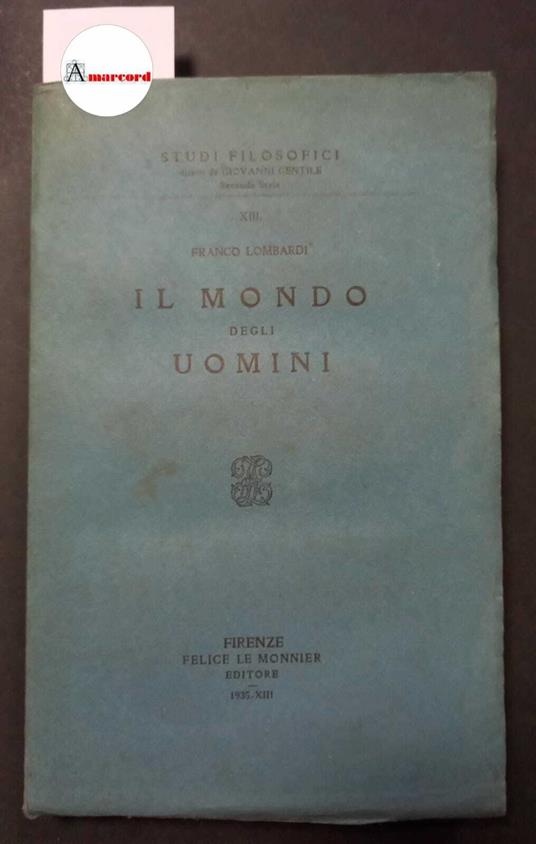 Amarcord
STUDI FILOSOFICI
diretti da GIOVANNI GENTILE
Seconda Serie
XIII.
FRANCO LOMBARDI
IL MONDO
DEGLI
UOMINI
FIRENZE
FELICE LE MONNIER
EDITORE
1935-XIII